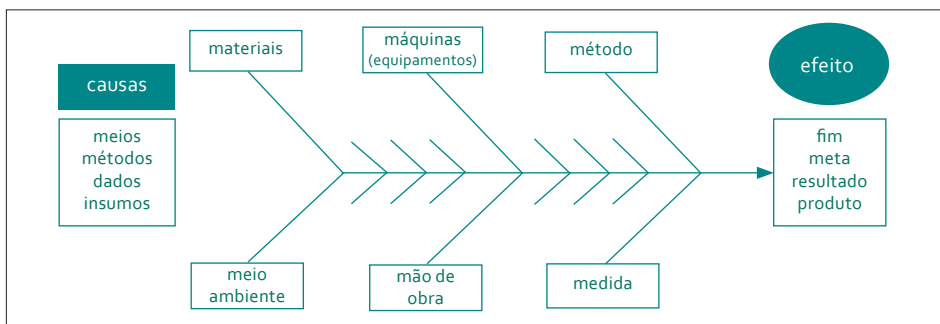 materiais
máquinas
(equipamentos)
método
efeito
causas
meios
métodos
dados
insumos
fim
meta
resultado
produto
meio
ambiente
mão de
obra
medida